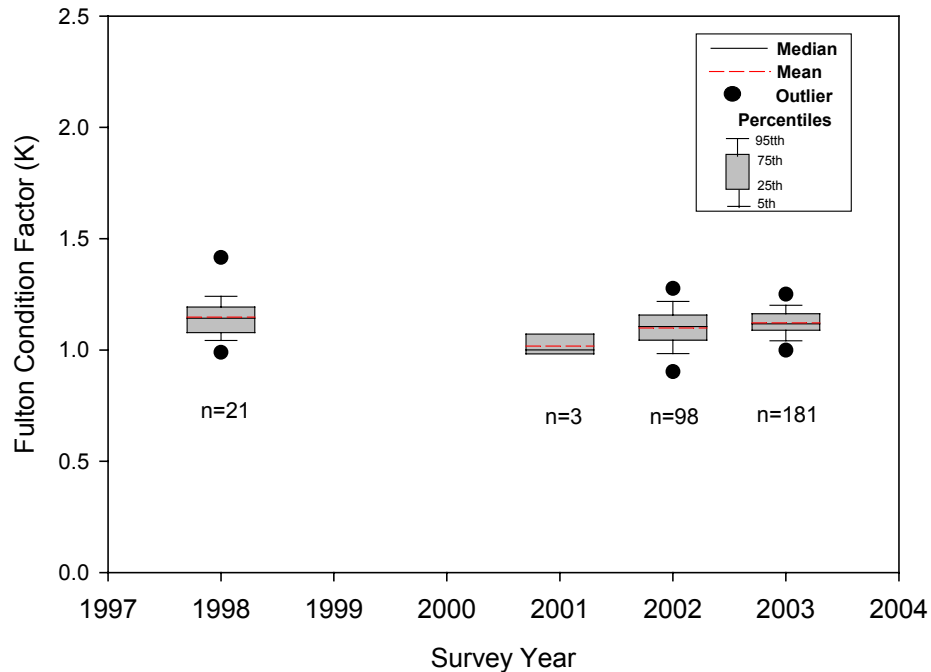 Fulton Condition Factor (K)
2.5
2.0
1.5
1.0
0.5
0.0
Median
Mean
Outlier
Percentiles
95tth
75th
25th
5th
n=21
n=3
n=98
n=181
1997
1998
1999
2000
2001
2002
2003
2004
Survey Year